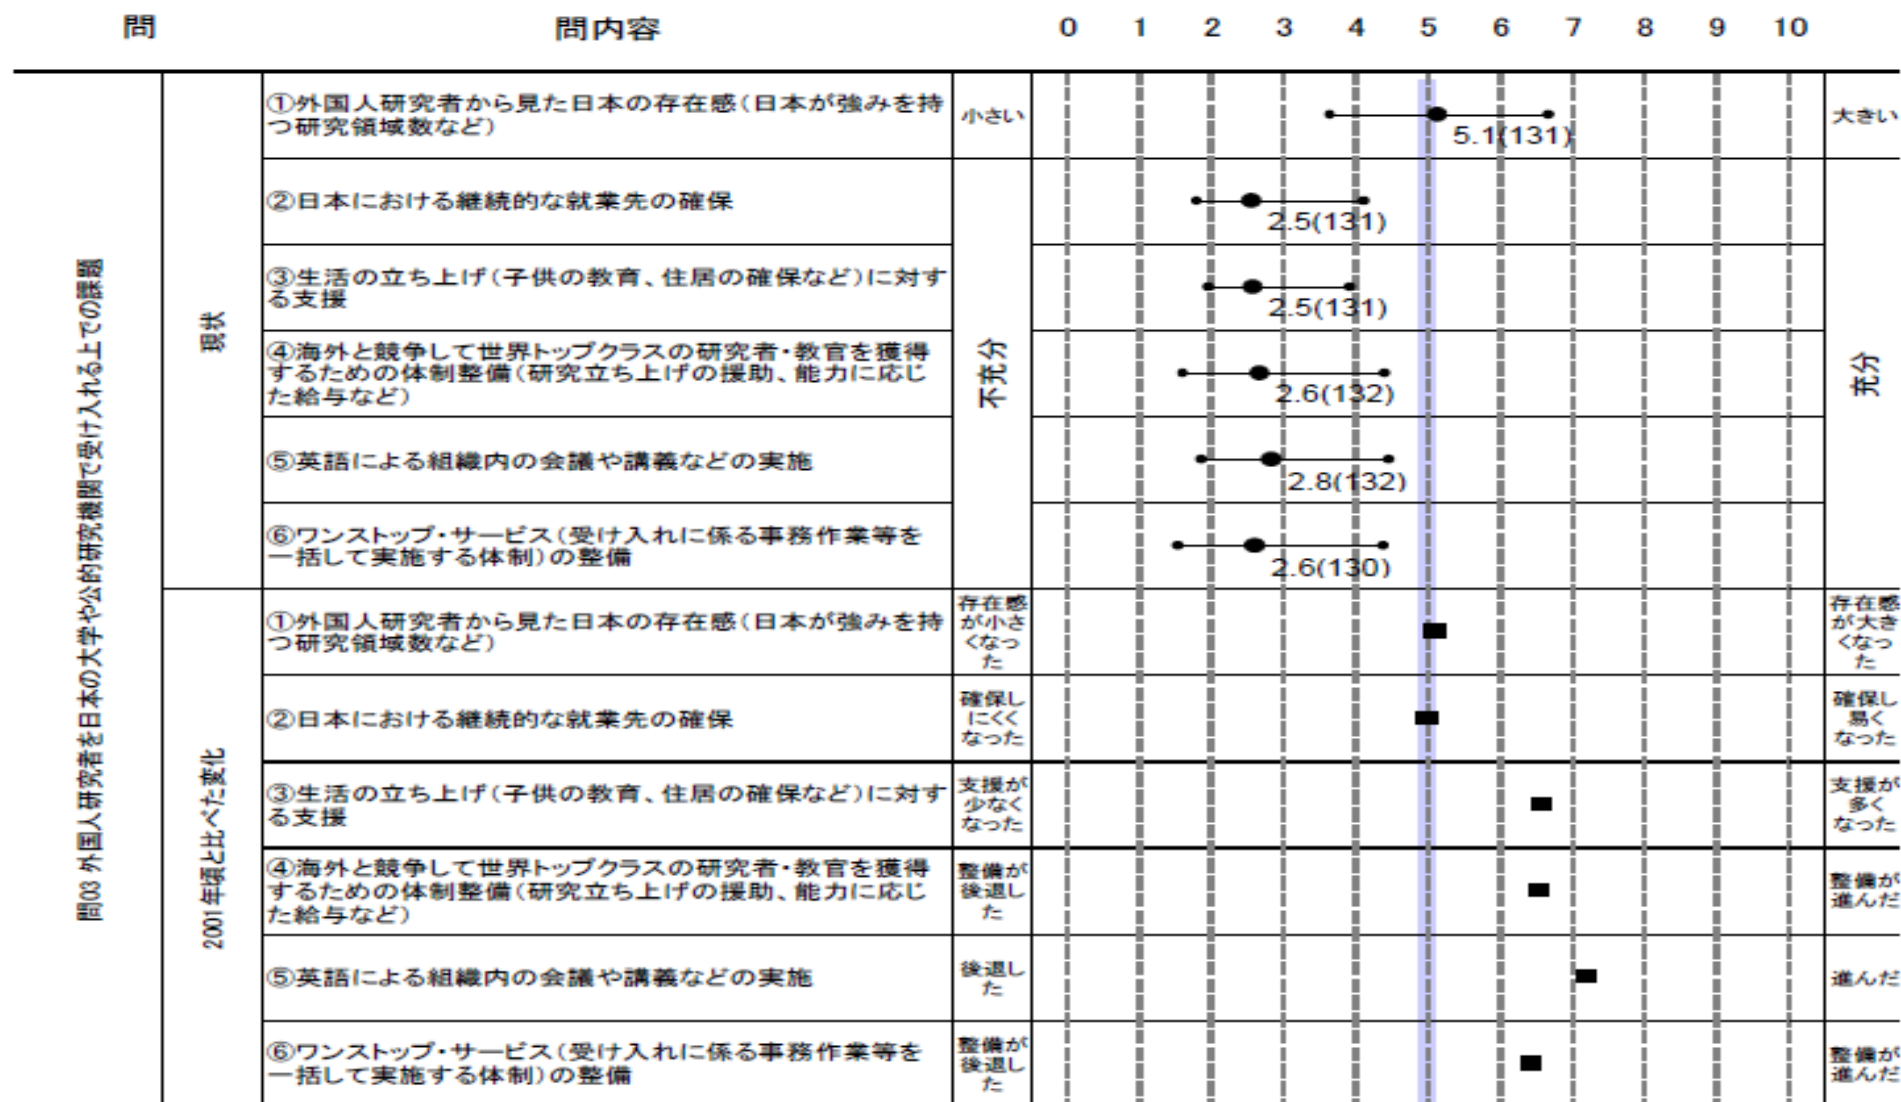 問 問内容 0 1 2 3 4 5 6 7 8 9 10
問03 外国人研究者を日本の大学や公的研究機関で受け入れる上での課題
現状
①外国人研究者から見た日本の存在感(日本が強みを持
つ研究領域数など)
小さい
5.1(131)
大きい
不充分
充分
②日本における継続的な就業先の確保
2.5(131)
③生活の立ち上げ(子供の教育、住居の確保など)に対す
る支援
2.5(131)
④海外と競争して世界トップクラスの研究者・教官を獲得
するための体制整備(研究立ち上げの援助、能力に応じ
た給与など)
2.6(132)
⑤英語による組織内の会議や講義などの実施
2.8(132)
⑥ワンストップ・サービス(受け入れに係る事務作業等を
一括して実施する体制)の整備
2.6(130)
2001年頃と比べた変化
①外国人研究者から見た日本の存在感(日本が強みを持
つ研究領域数など)
存在感
が小さ
くなっ
た
存在感
が大き
くなっ
た
②日本における継続的な就業先の確保
確保し
にくく
なった
確保し
易く
なった
③生活の立ち上げ(子供の教育、住居の確保など)に対す
る支援
支援が
少なく
なった
支援が
多く
なった
④海外と競争して世界トップクラスの研究者・教官を獲得
するための体制整備(研究立ち上げの援助、能力に応じ
た給与など)
整備が
後退し
た
整備が
進んだ
⑤英語による組織内の会議や講義などの実施
後退し
た
進んだ
⑥ワンストップ・サービス(受け入れに係る事務作業等を
一括して実施する体制)の整備
整備が
後退し
た
整備が
進んだ